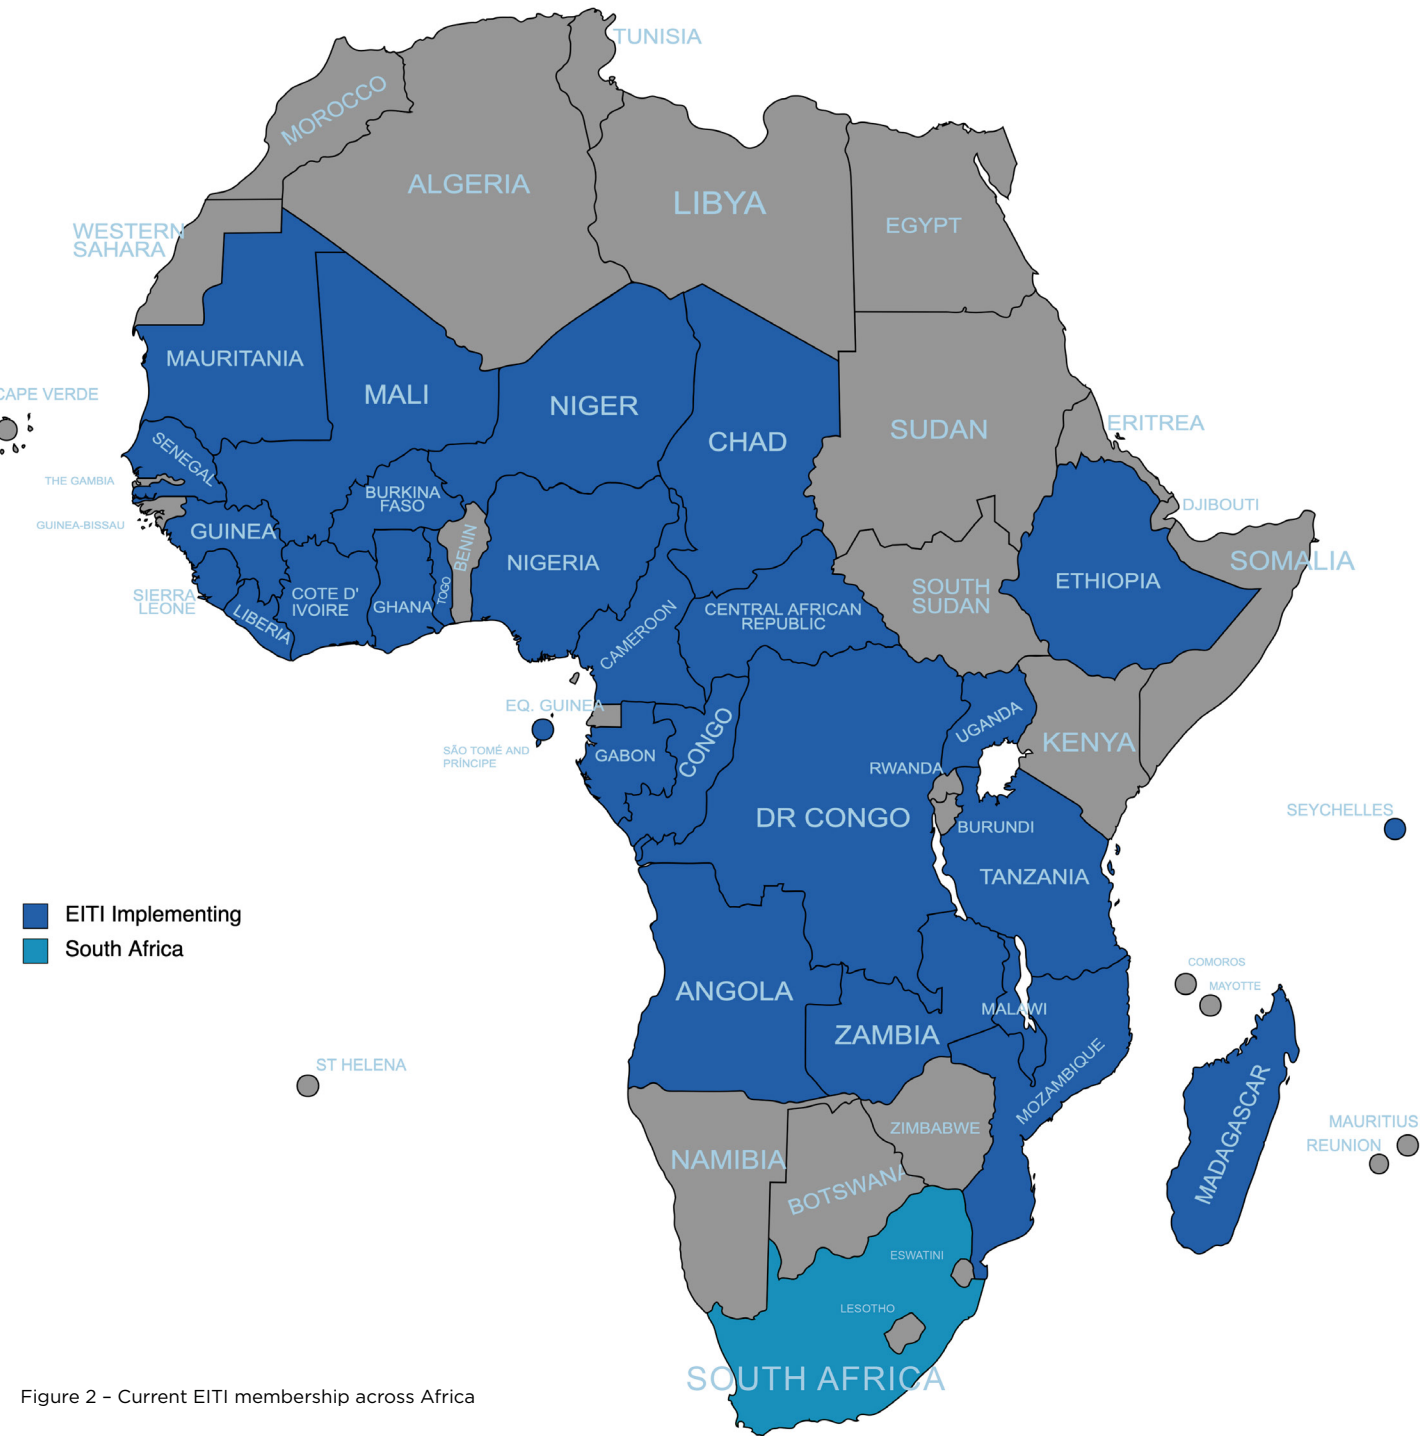 TUNISIA
MOROCCO
ALGERIA
LIBYA
EGYPT
WESTERN
SAHARA
MAURITANIA
MALI
NIGER
CHAD
SUDAN
ERITREA
CAPE VERDE
SENEGAL
THE GAMBIA
BURKINA
FASO
DJIBOUTI
GUINEA-BISSAU
GUINEA
BENIN
NIGERIA
SOMALIA
ETHIOPIA
SOUTH
SUDAN
SIERRA
LEONE
LIBERIA
COTE D'
IVOIRE
GHANA
TOGO
CAMEROON
CENTRAL AFRICAN
REPUBLIC
EQ. GUINEA
SÃO TOMÉ AND
PRÍNCIPE
GABON
CONGO
UGANDA
KENYA
RWANDA
DR CONGO
BURUNDI
SEYCHELLES
TANZANIA
EITI Implementing
South Africa
ANGOLA
ZAMBIA
MALAWI
COMOROS
MAYOTTE
MOZAMBIQUE
ST HELENA
MADAGASCAR
MAURITIUS
REUNION
ZIMBABWE
NAMIBIA
BOTSWANA
ESWATINI
LESOTHO
SOUTH AFRICA
Figure 2 – Current EITI membership across Africa